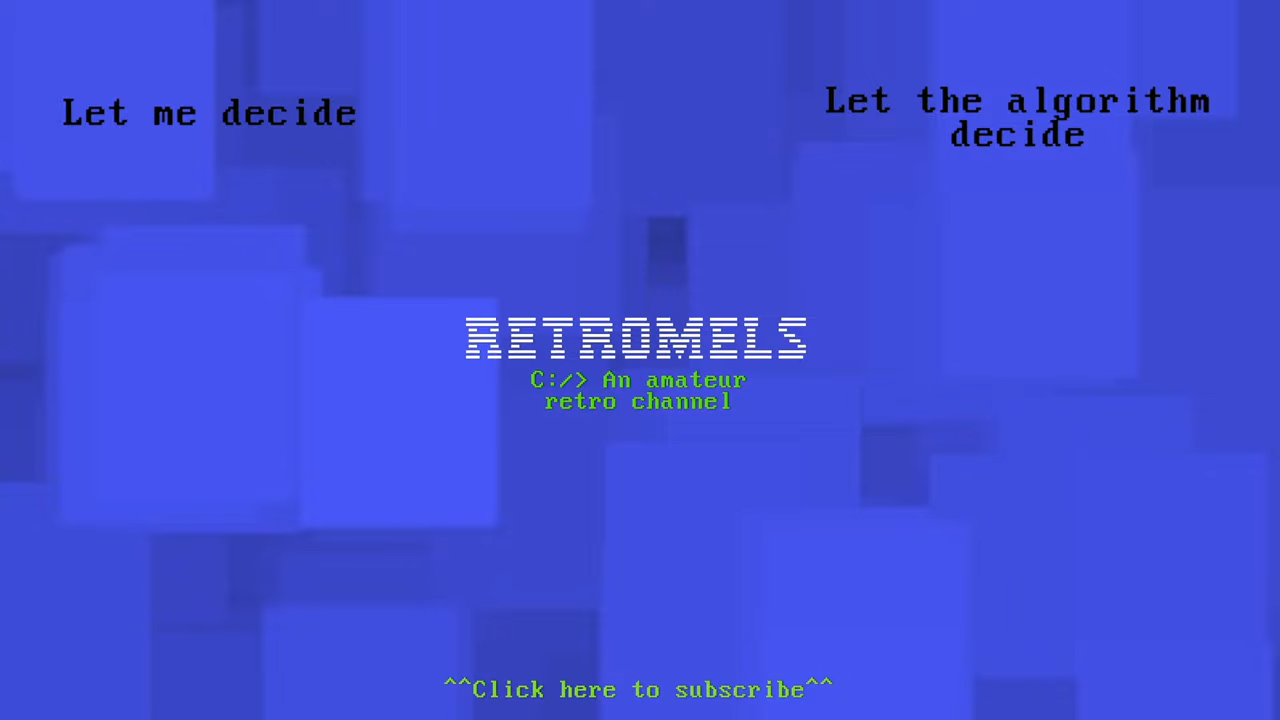 Let me decide
Let the algorithm
decide
RETROMELS
C:/> An amateur
retro channel
^^Click here to subscribe^^